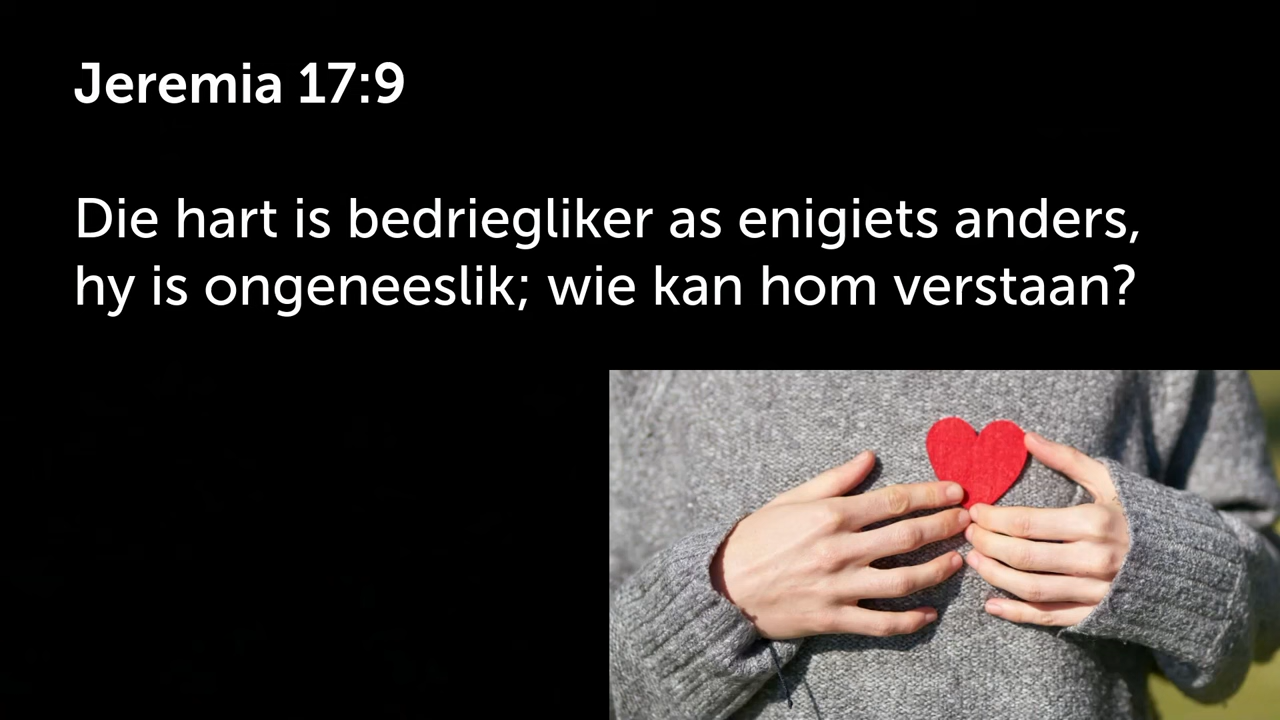 Jeremia 17:9
Die hart is bedriegliker as enigiets anders,
hy is ongeneeslik; wie kan hom verstaan?